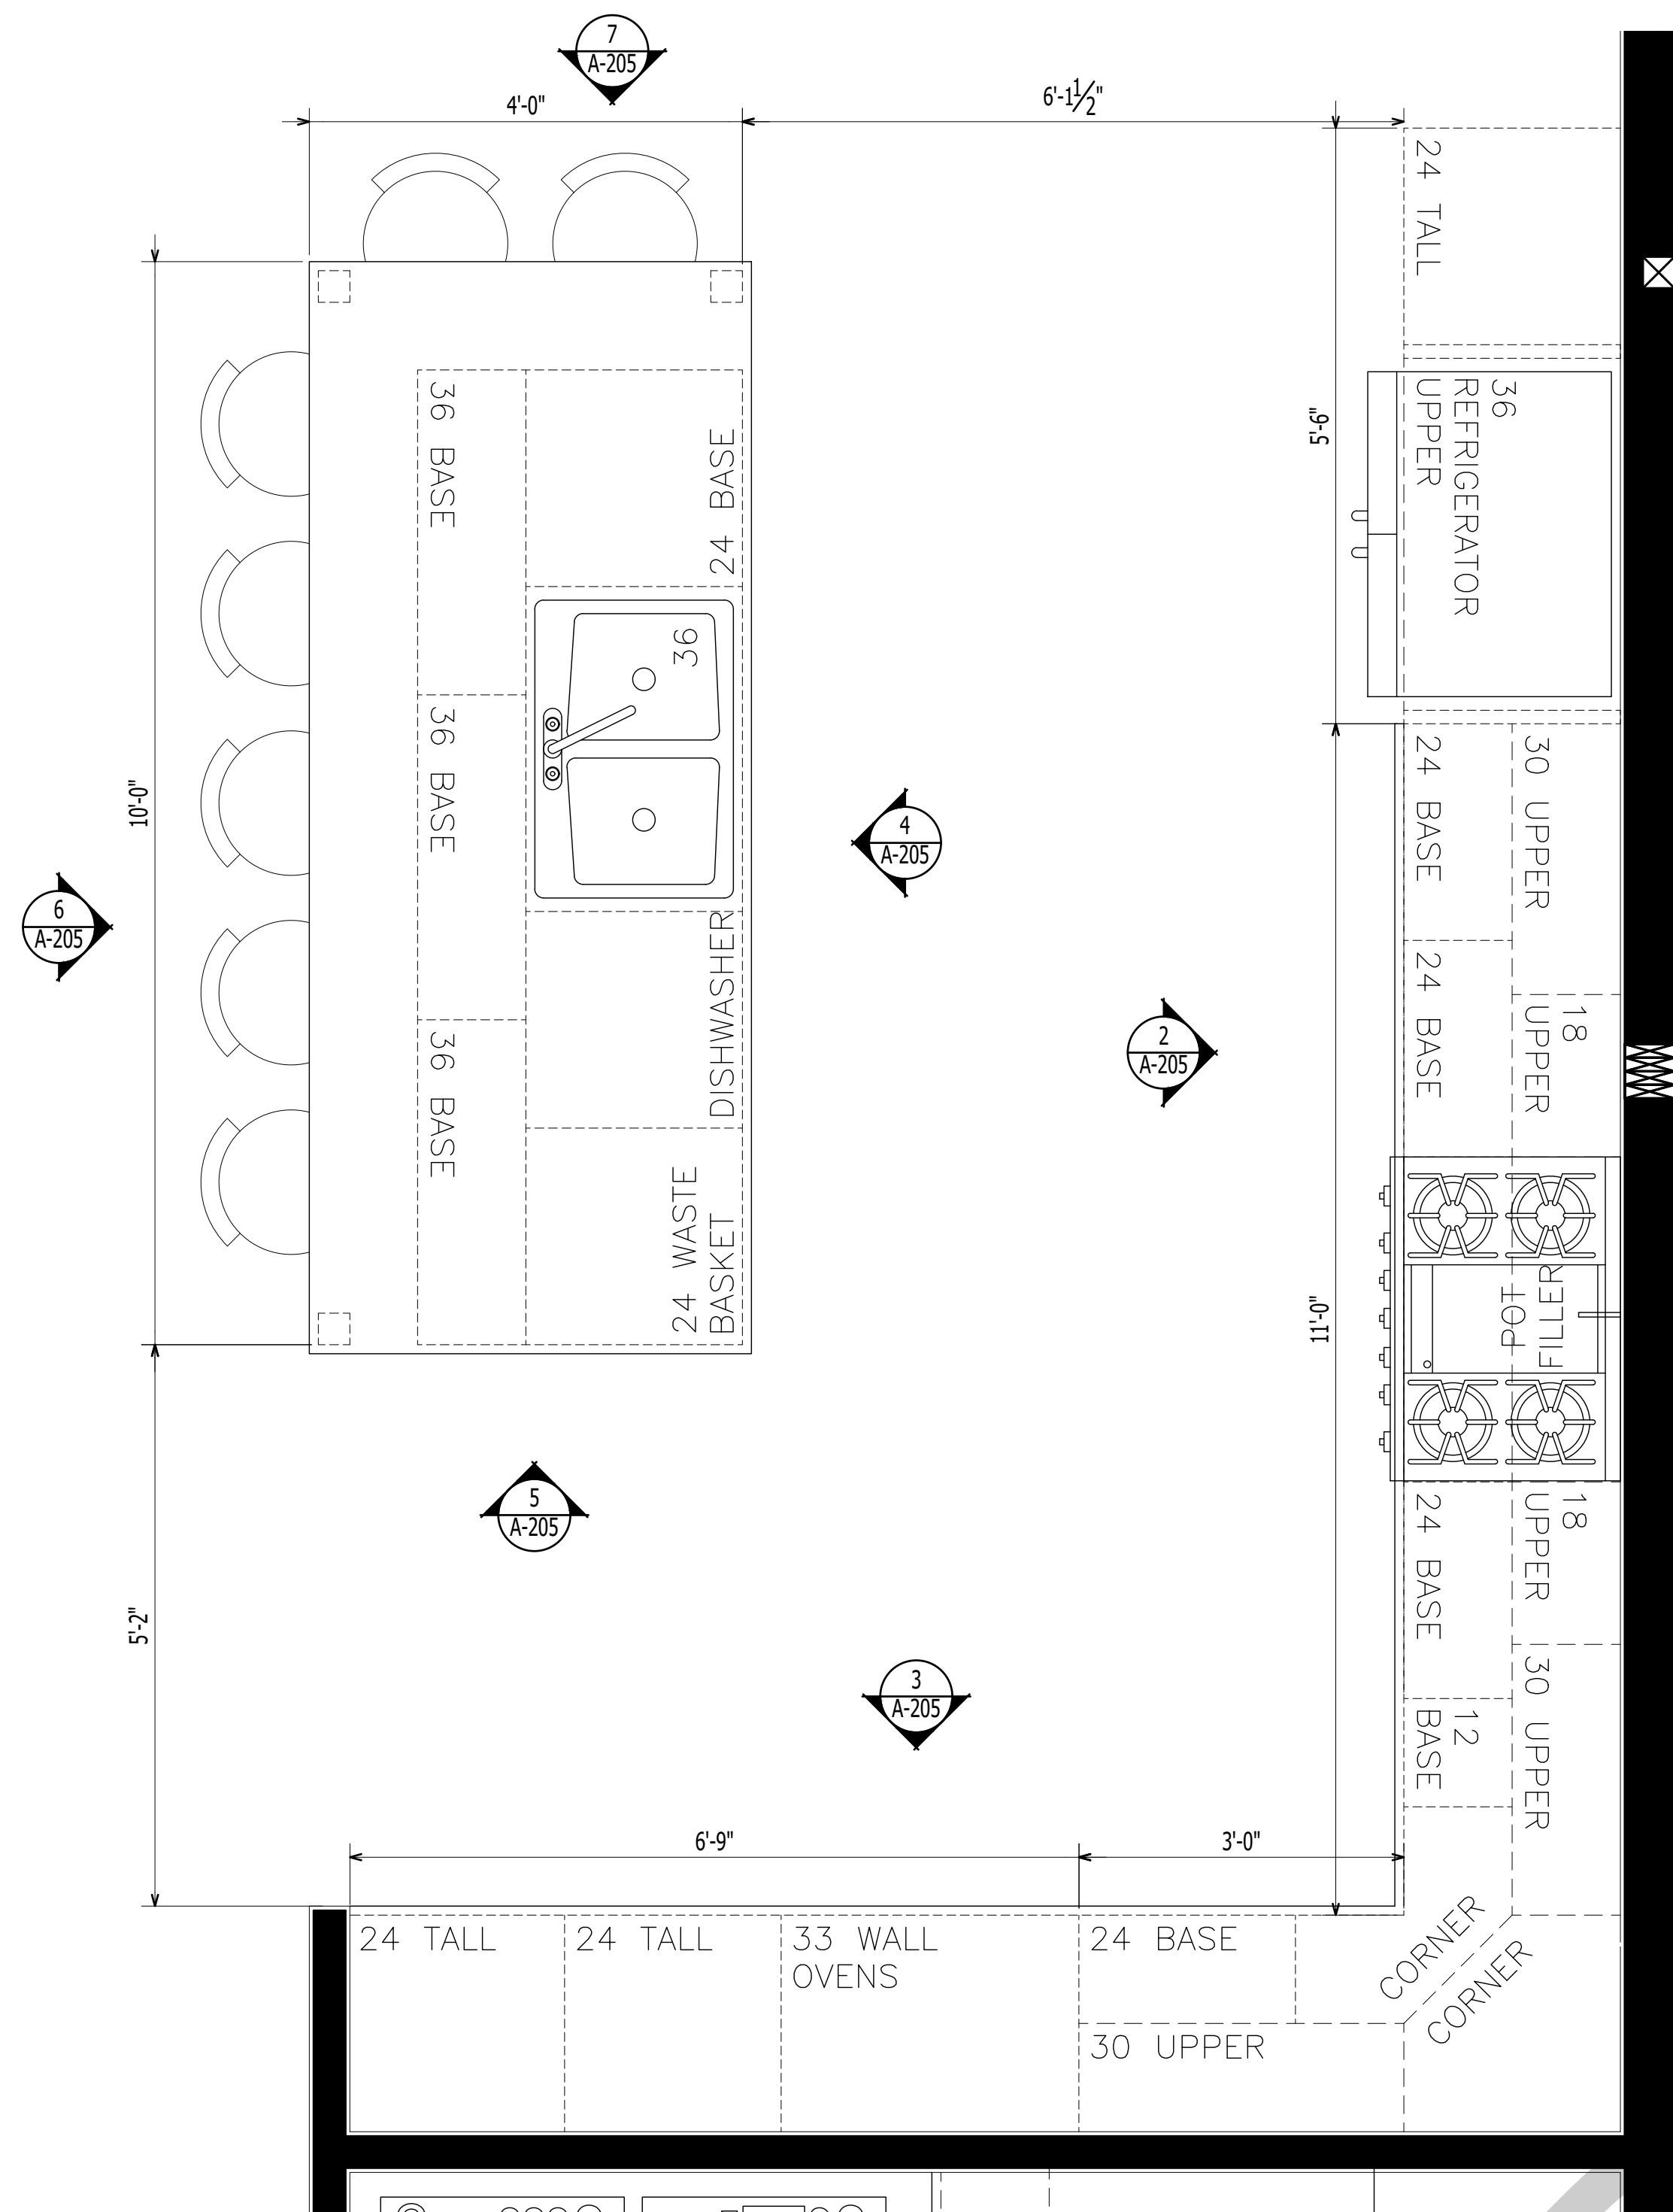 7
A-205
4'-0"
6'-1 1/2"
24 TALL
36
REFRIGERATOR
UPPER
5'-6"
36 BASE
24 BASE
36
36 BASE
10'-0"
24 BASE
30 UPPER
4
A-205
6
A-205
DISHWASHER
24 BASE
18
UPPER
2
A-205
36 BASE
24 WASTE
BASKET
11'-0"
POT
FILLER
5
A-205
24 BASE
18
UPPER
5'-2"
3
A-205
12
BASE
30 UPPER
6'-9"
3'-0"
24 TALL
24 TALL
33 WALL
OVENS
24 BASE
30 UPPER
CORNER
CORNER